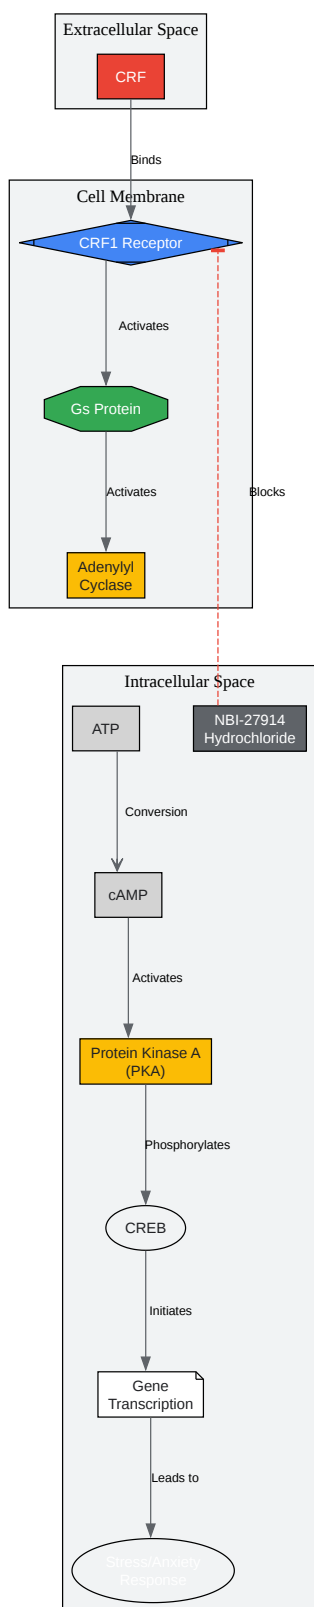 Extracellular Space
CRF
Binds
Cell Membrane
CRF1 Receptor
Activates
Gs Protein
Activates
Blocks
Adenylyl
Cyclase
Intracellular Space
ATP
NBI-27914
Hydrochloride
Conversion
cAMP
Activates
Protein Kinase A
(PKA)
Phosphorylates
CREB
Initiates
Gene
Transcription
Leads to
Stress/Anxiety
Response